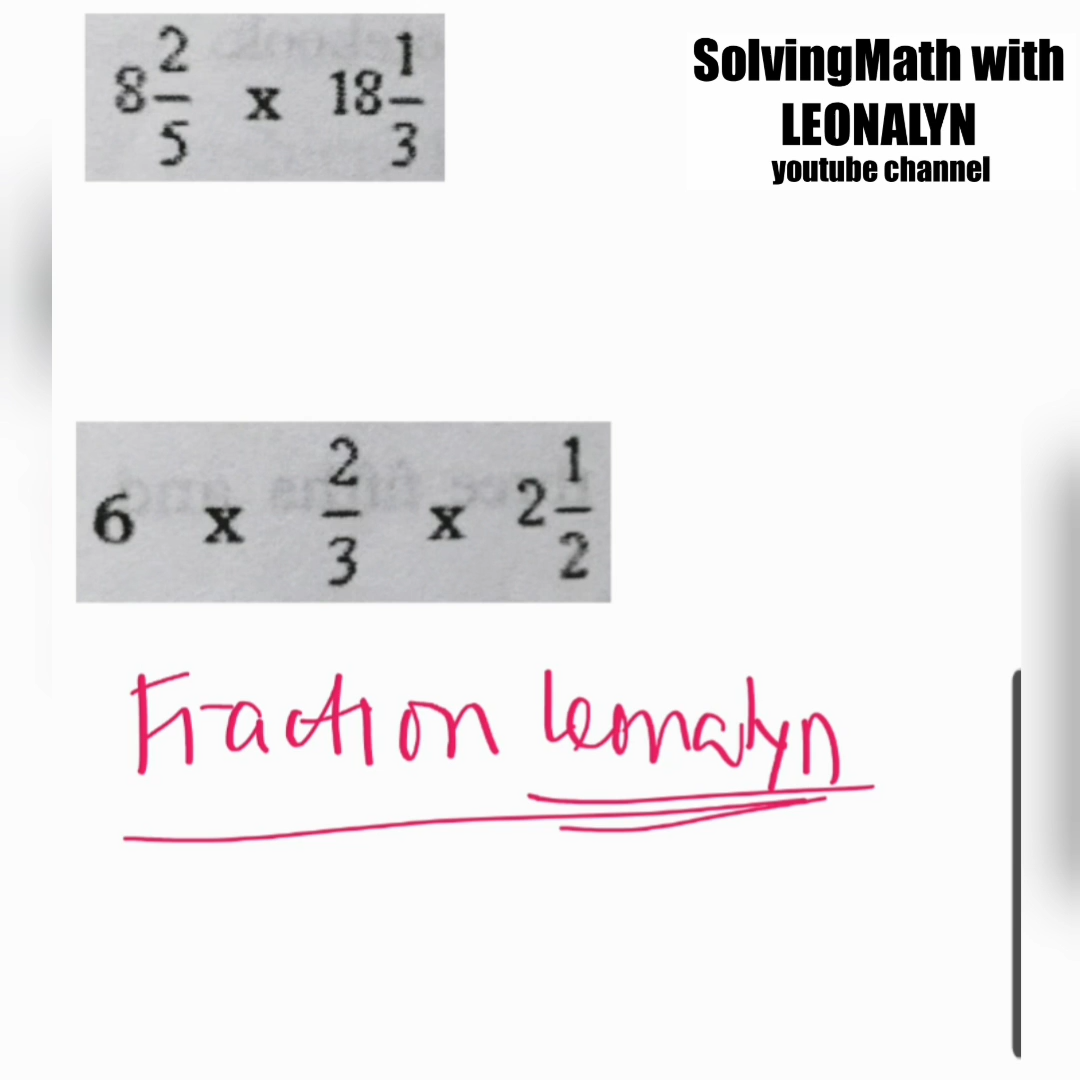 SolvingMath with
LEONALYN
youtube channel
8 2/5 x 18 1/3
6 x 2/3 x 2 1/2
Fraction leonalyn